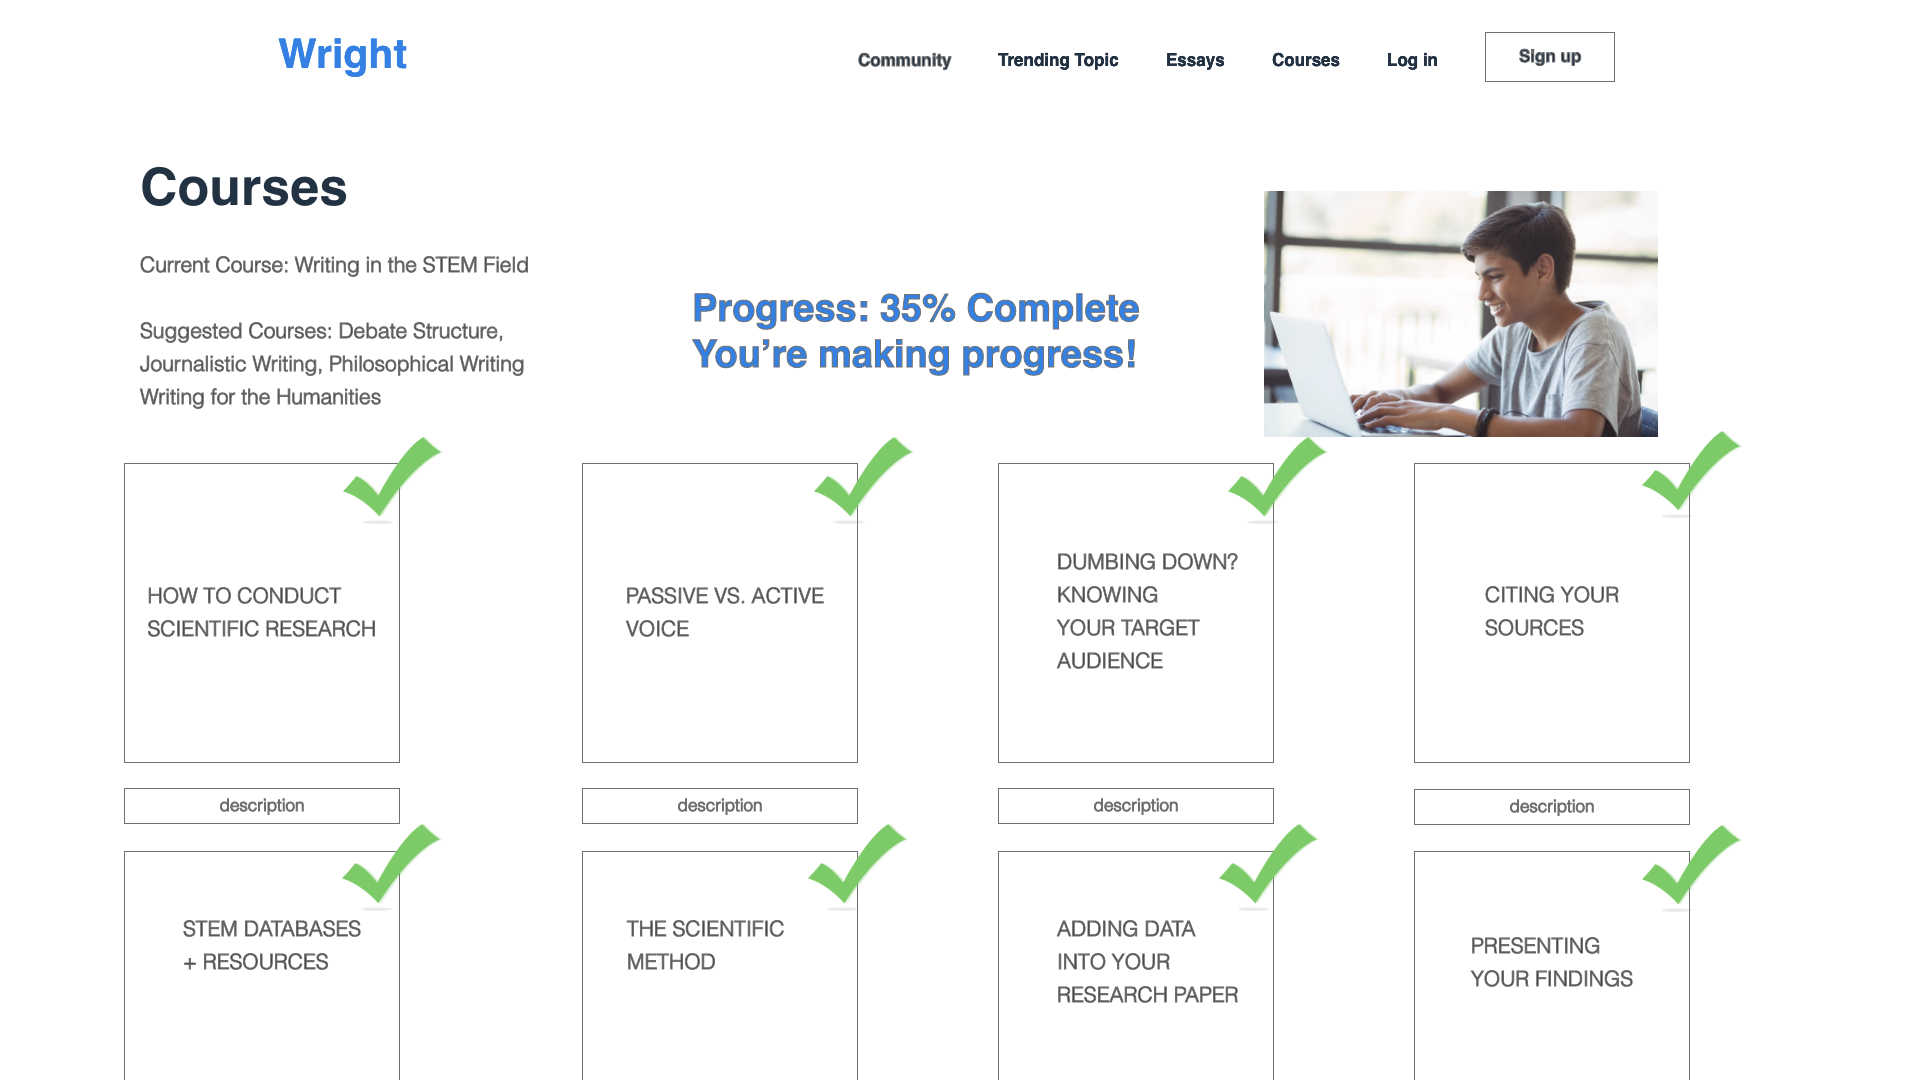 Wright
Community Trending Topic Essays Courses Log in Sign up
Courses
Current Course: Writing in the STEM Field
Suggested Courses: Debate Structure,
Journalistic Writing, Philosophical Writing
Writing for the Humanities
Progress: 35% Complete
You’re making progress!
HOW TO CONDUCT
SCIENTIFIC RESEARCH
PASSIVE VS. ACTIVE
VOICE
DUMBING DOWN?
KNOWING
YOUR TARGET
AUDIENCE
CITING YOUR
SOURCES
description
description
description
description
STEM DATABASES
+ RESOURCES
THE SCIENTIFIC
METHOD
ADDING DATA
INTO YOUR
RESEARCH PAPER
PRESENTING
YOUR FINDINGS